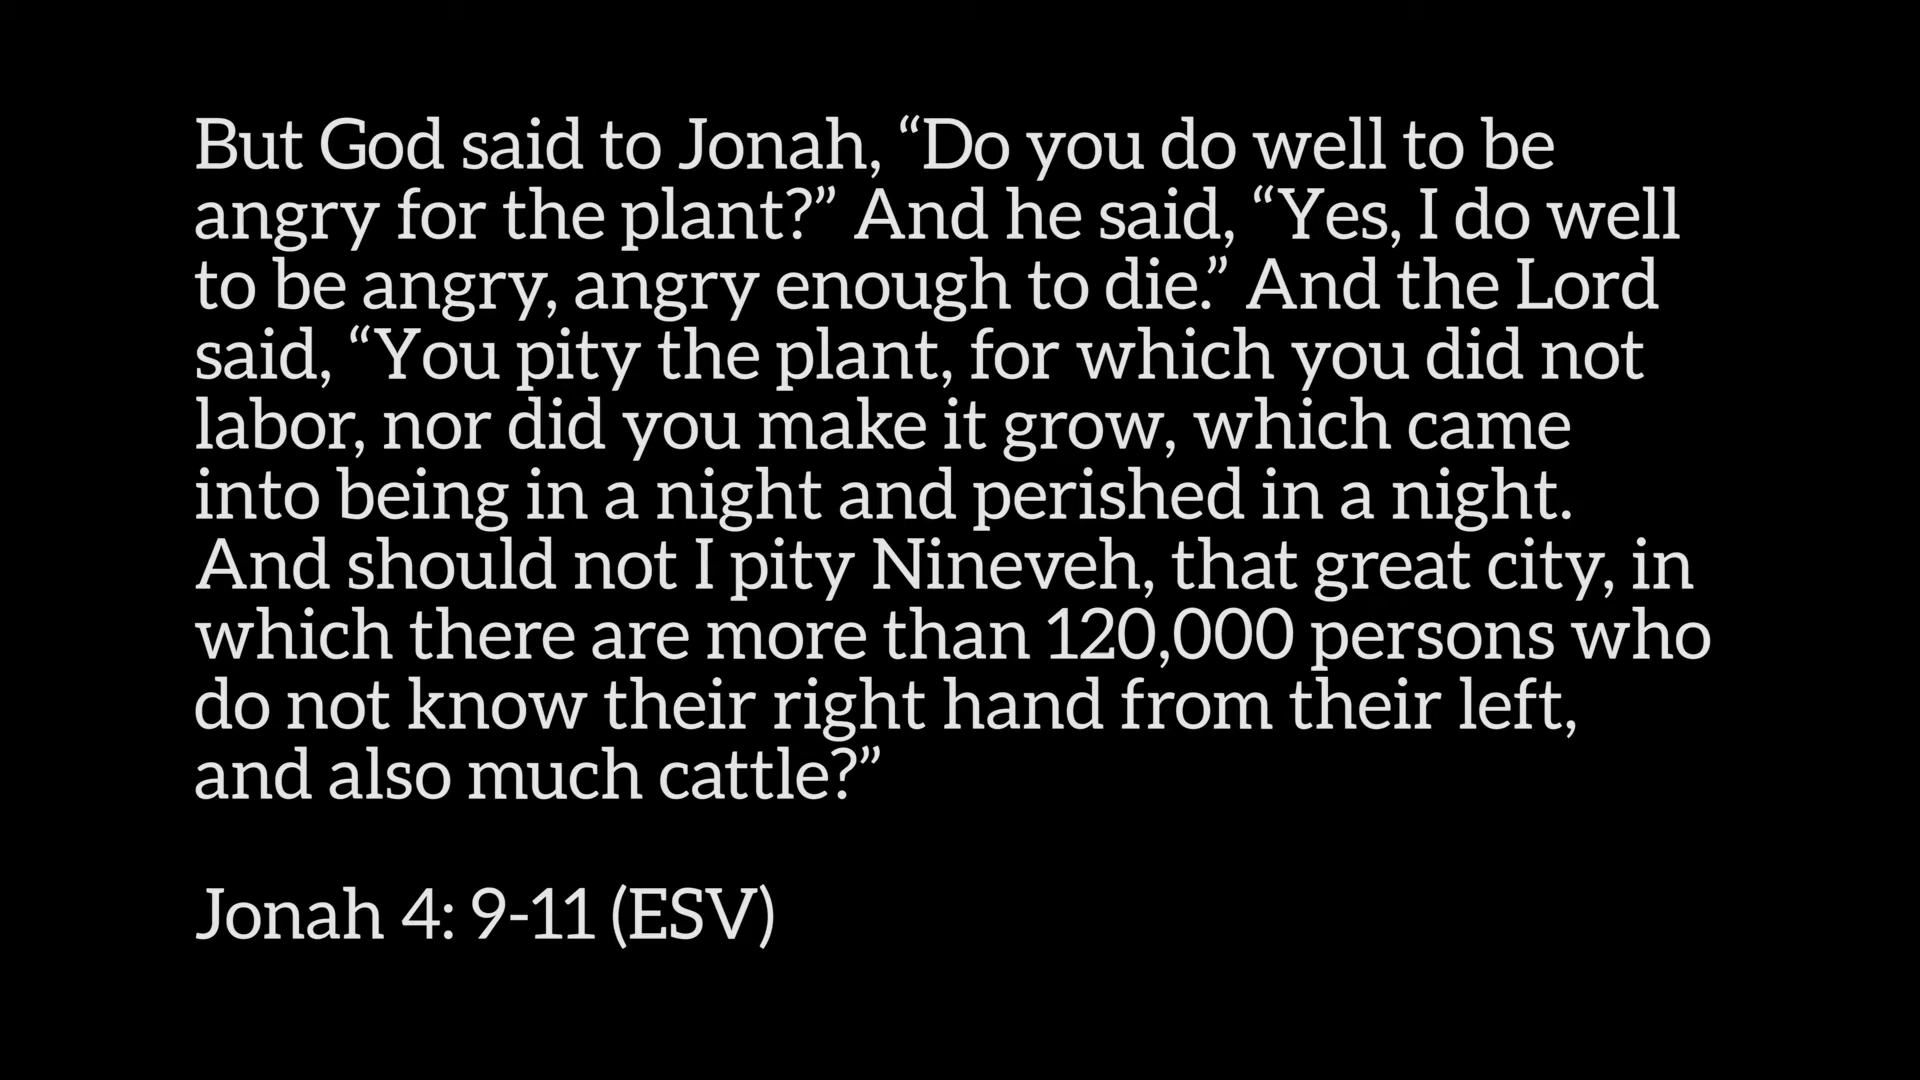 But God said to Jonah, “Do you do well to be
angry for the plant?” And he said, “Yes, I do well
to be angry, angry enough to die.” And the Lord
said, “You pity the plant, for which you did not
labor, nor did you make it grow, which came
into being in a night and perished in a night.
And should not I pity Nineveh, that great city, in
which there are more than 120,000 persons who
do not know their right hand from their left,
and also much cattle?”
Jonah 4: 9-11 (ESV)